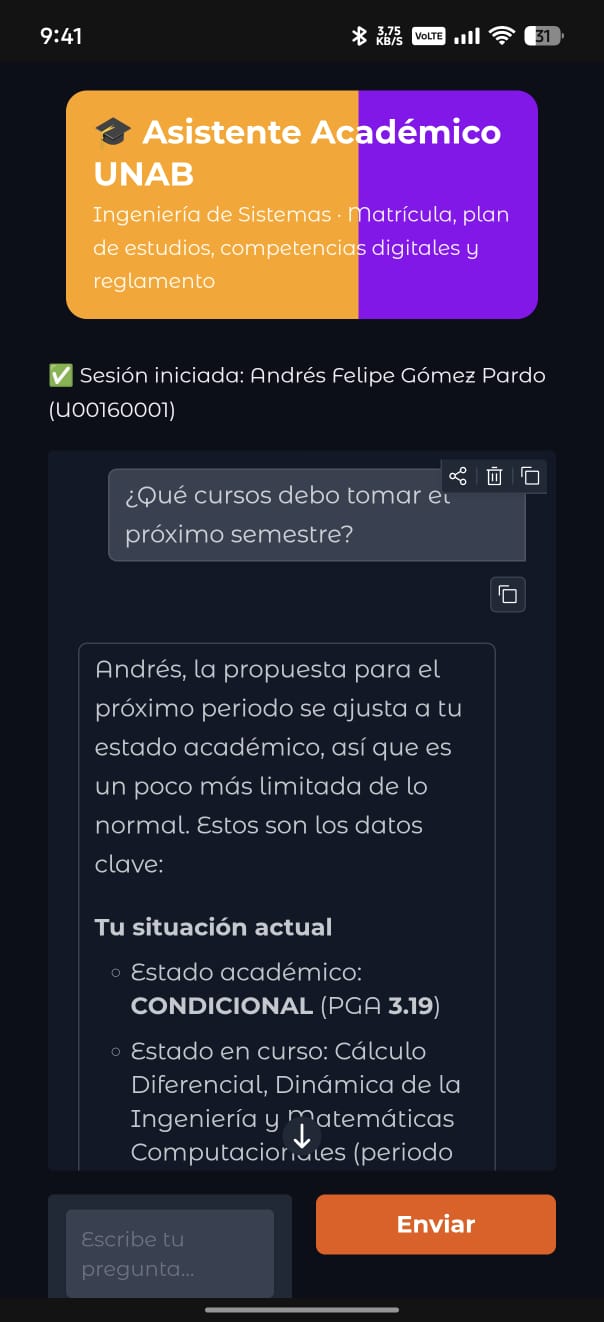 9:41
3,75
KB/S
VoLTE
31
Asistente Académico
UNAB
Ingeniería de Sistemas · Matrícula, plan
de estudios, competencias digitales y
reglamento
Sesión iniciada: Andrés Felipe Gómez Pardo
(U00160001)
¿Qué cursos debo tomar el
próximo semestre?
Andrés, la propuesta para el
próximo periodo se ajusta a tu
estado académico, así que es
un poco más limitada de lo
normal. Estos son los datos
clave:
Tu situación actual
Estado académico:
CONDICIONAL (PGA 3.19)
Estado en curso: Cálculo
Diferencial, Dinámica de la
Ingeniería y Matemáticas
Computacionales (periodo
Escribe tu
pregunta...
Enviar